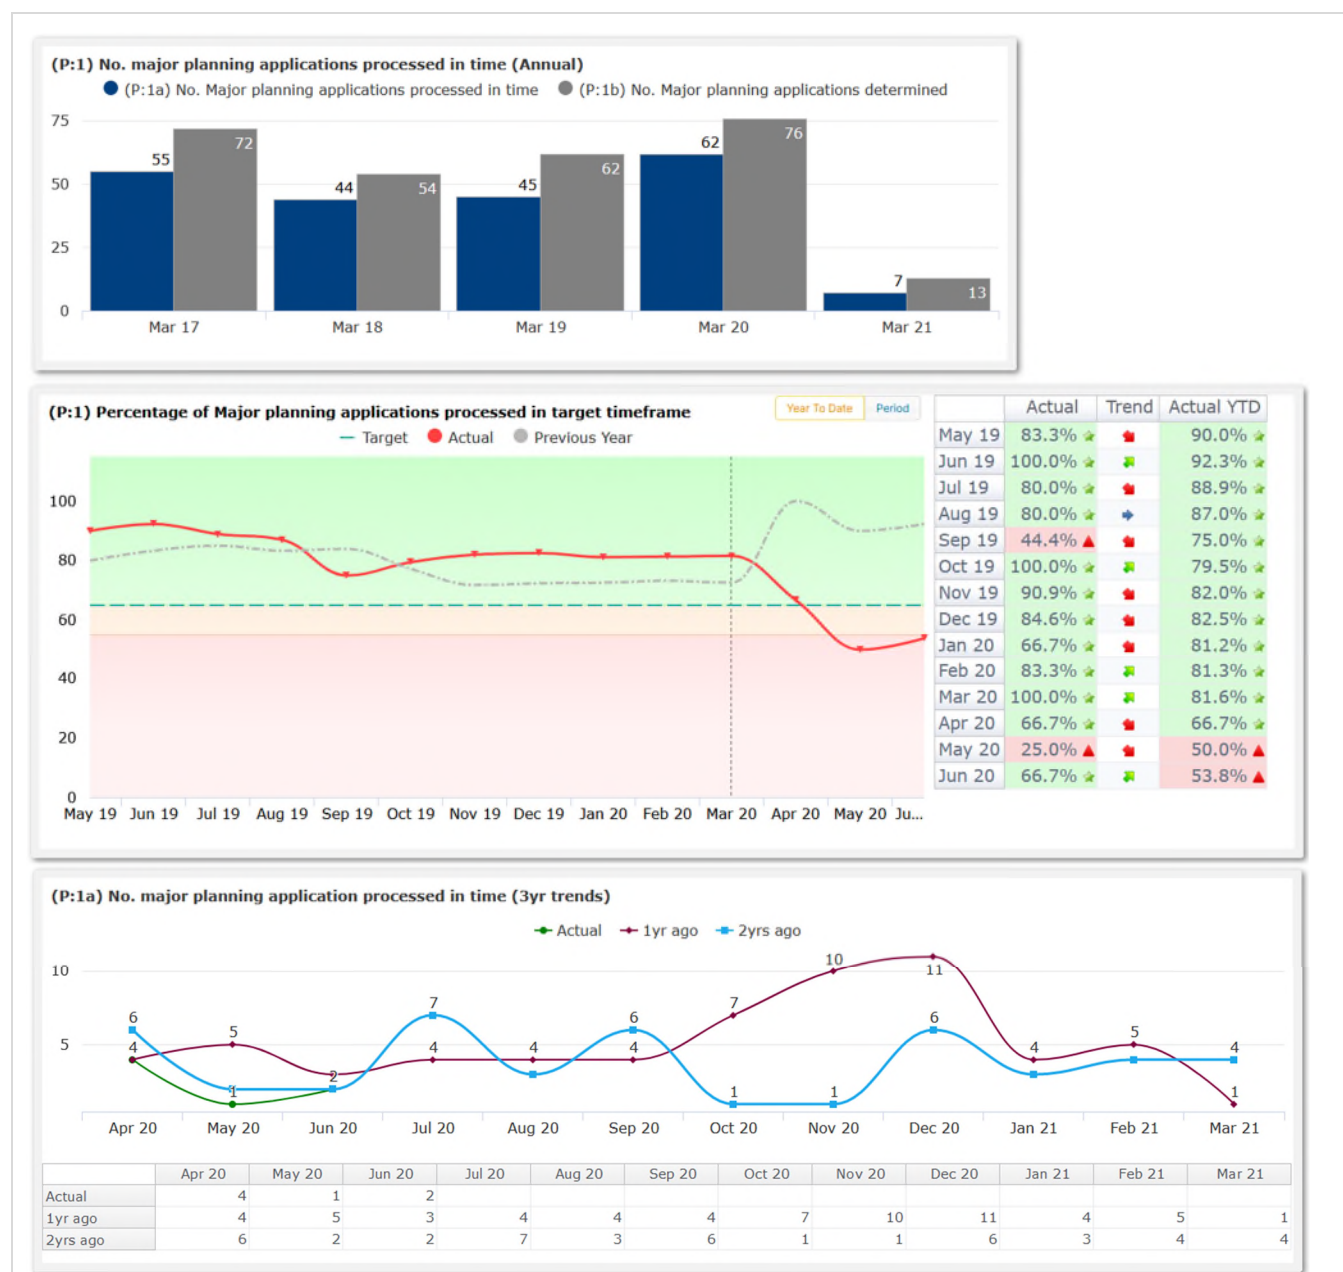 (P:1) No. major planning applications processed in time (Annual)
(P:1a) No. Major planning applications processed in time (P:1b) No. Major planning applications determined
75
50
25
0
55 72 44 54 45 62 62 76 7 13
Mar 17 Mar 18 Mar 19 Mar 20 Mar 21
(P:1) Percentage of Major planning applications processed in target timeframe
Year To Date Period
Target Actual Previous Year
100
80
60
40
20
0
May 19 Jun 19 Jul 19 Aug 19 Sep 19 Oct 19 Nov 19 Dec 19 Jan 20 Feb 20 Mar 20 Apr 20 May 20 Ju...
Actual Trend Actual YTD
May 19 83.3% 90.0%
Jun 19 100.0% 92.3%
Jul 19 80.0% 88.9%
Aug 19 80.0% 87.0%
Sep 19 44.4% 75.0%
Oct 19 100.0% 79.5%
Nov 19 90.9% 82.0%
Dec 19 84.6% 82.5%
Jan 20 66.7% 81.2%
Feb 20 83.3% 81.3%
Mar 20 100.0% 81.6%
Apr 20 66.7% 66.7%
May 20 25.0% 50.0%
Jun 20 66.7% 53.8%
(P:1a) No. major planning application processed in time (3yr trends)
Actual 1yr ago 2yrs ago
10
5
6 4 5 1 2 7 4 4 6 4 7 1 10 1 11 6 4 5 4 1
Apr 20 May 20 Jun 20 Jul 20 Aug 20 Sep 20 Oct 20 Nov 20 Dec 20 Jan 21 Feb 21 Mar 21
Apr 20 May 20 Jun 20 Jul 20 Aug 20 Sep 20 Oct 20 Nov 20 Dec 20 Jan 21 Feb 21 Mar 21
Actual 4 1 2
1yr ago 4 5 3 4 4 4 7 10 11 4 5 1
2yrs ago 6 2 2 7 3 6 1 1 6 3 4 4